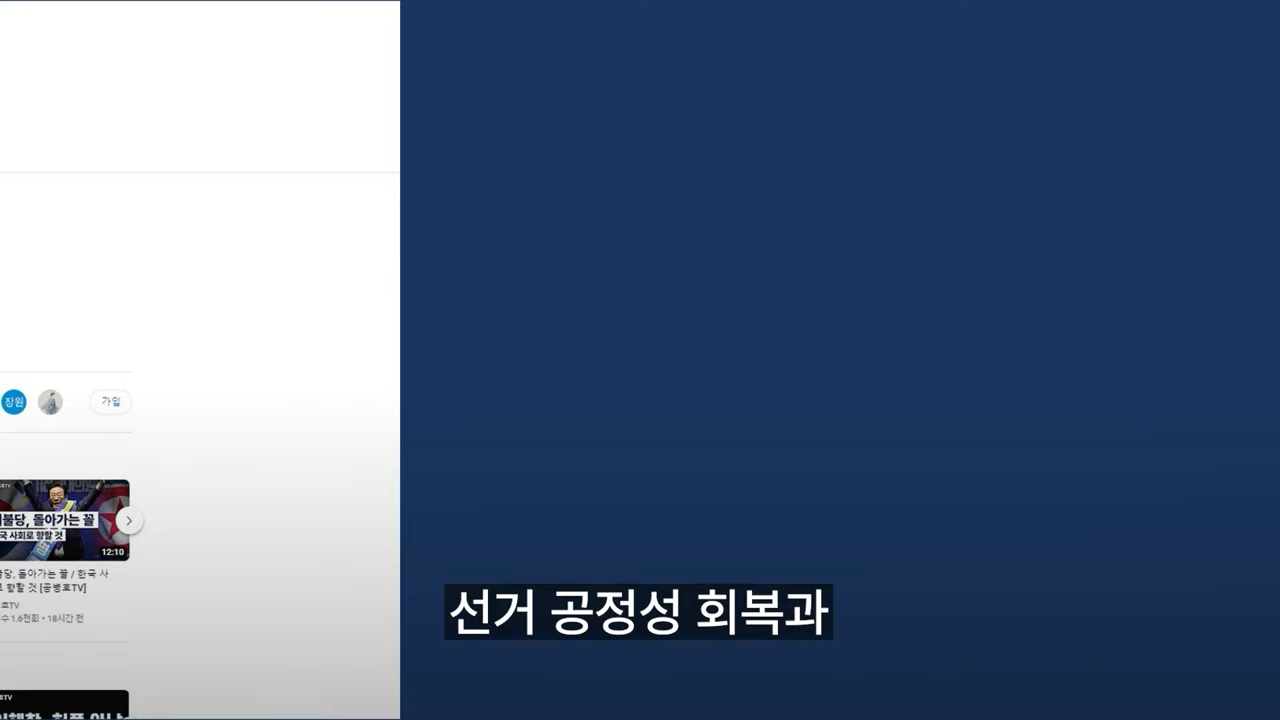 장원
가입
불당, 돌아가는 꼴
국 사회로 향할 것
12:10
당, 돌아가는 꼴 / 한국 사
향할 것 [공병호TV]
호TV
수 1.6천회 • 18시간 전
선거 공정성 회복과